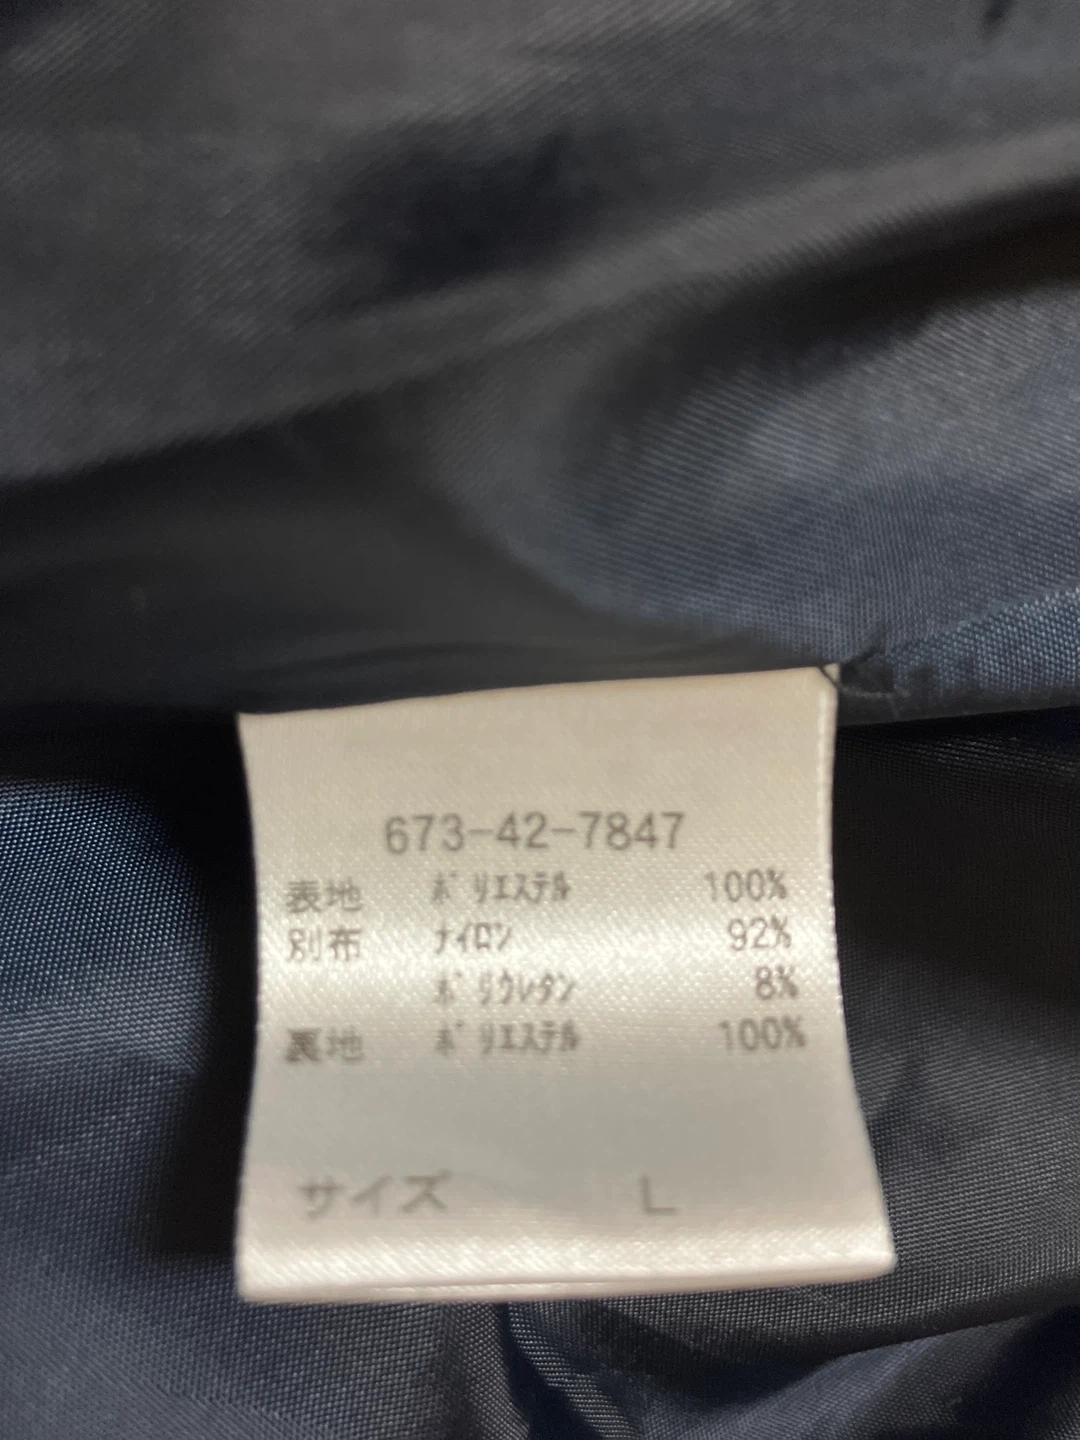 673-42-7847
表地 ﾎﾟﾘｴｽﾃﾙ 100%
別布 ﾅｲﾛﾝ 92%
ﾎﾟﾘｳﾚﾀﾝ 8%
裏地 ﾎﾟﾘｴｽﾃﾙ 100%
サイズ L